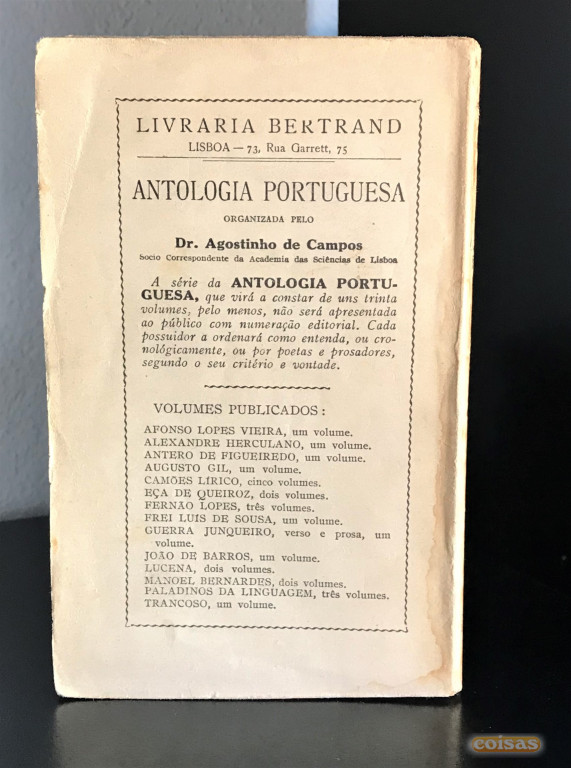 LIVRARIA BERTRAND
LISBOA — 73, Rua Garrett, 75
ANTOLOGIA PORTUGUESA
ORGANIZADA PELO
Dr. Agostinho de Campos
Socio Correspondente da Academia das Sciências de Lisboa
A série da ANTOLOGIA PORTU-
GUESA, que virá a constar de uns trinta
volumes, pelo menos, não será apresentada
ao público com numeração editorial. Cada
possuidor a ordenará como entenda, ou cro-
nológicamente, ou por poetas e prosadores,
segundo o seu critério e vontade.
VOLUMES PUBLICADOS:
AFONSO LOPES VIEIRA, um volume.
ALEXANDRE HERCULANO, um volume.
ANTERO DE FIGUEIREDO, um volume.
AUGUSTO GIL, um volume.
CAMÕES LÍRICO, cinco volumes.
EÇA DE QUEIROZ, dois volumes.
FERNÃO LOPES, três volumes.
FREI LUIS DE SOUSA, um volume.
GUERRA JUNQUEIRO, verso e prosa, um
volume.
JOÃO DE BARROS, um volume.
LUCENA, dois volumes.
MANOEL BERNARDES, dois volumes.
PALADINOS DA LINGUAGEM, três volumes.
TRANCOSO, um volume.
coisas